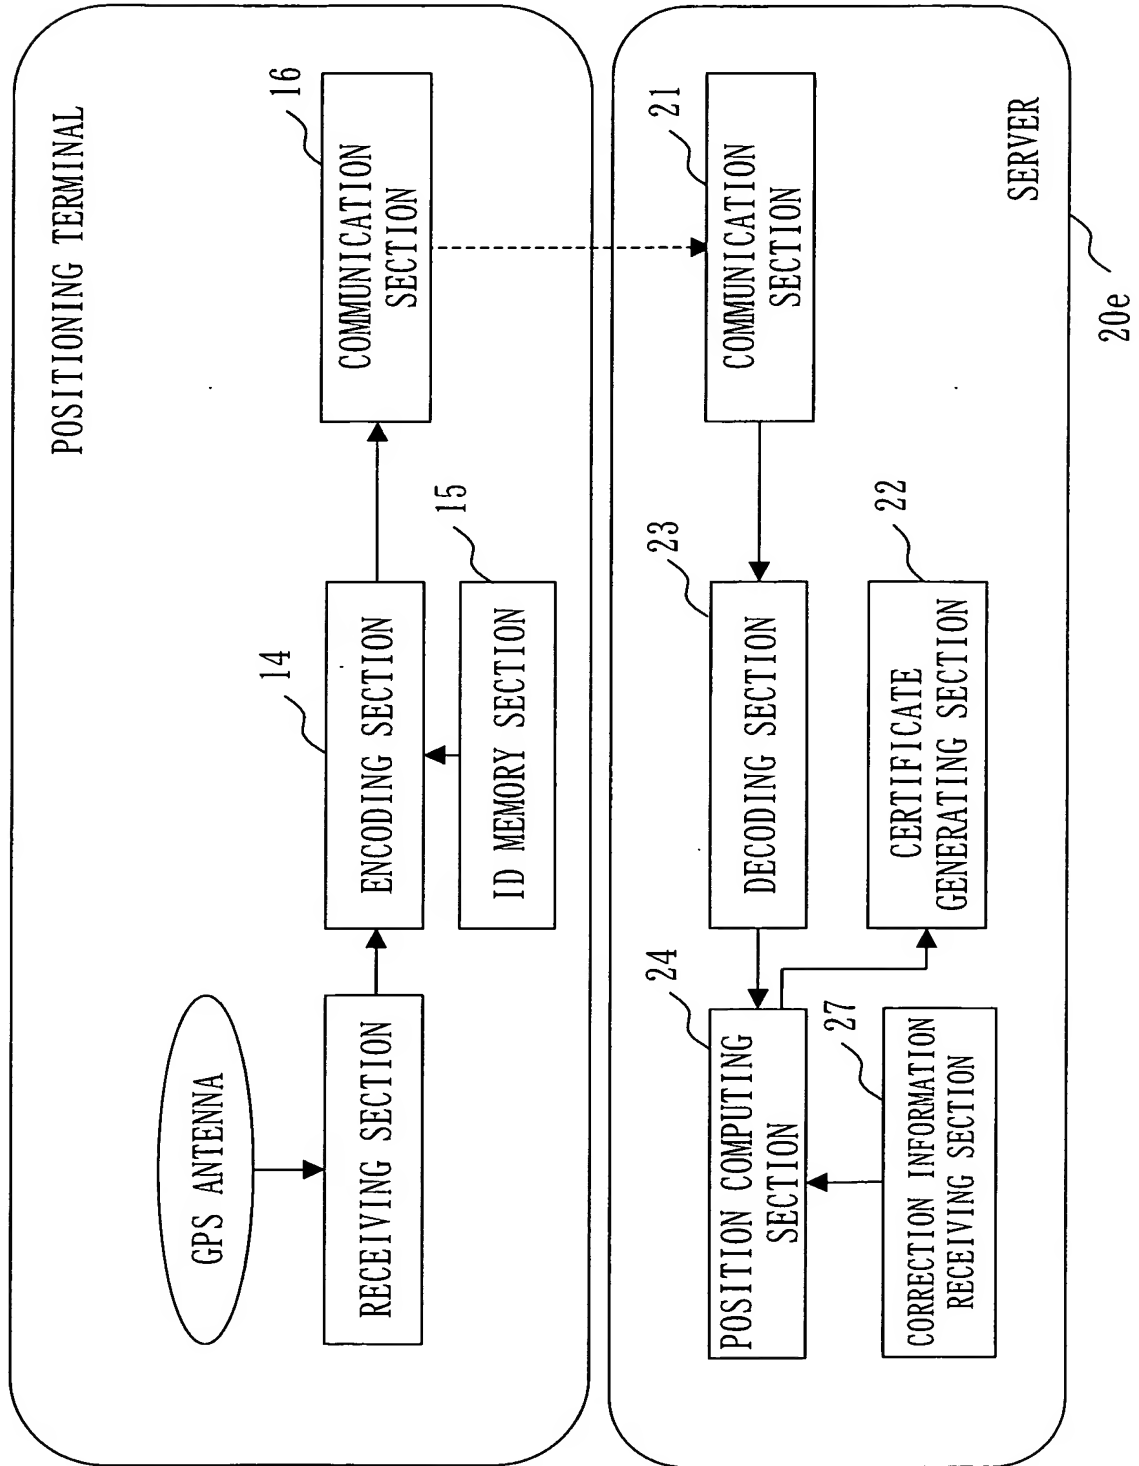 POSITIONING TERMINAL
GPS ANTENNA
RECEIVING SECTION
14
ENCODING SECTION
15
ID MEMORY SECTION
16
COMMUNICATION
SECTION
24
POSITION COMPUTING
SECTION
27
CORRECTION INFORMATION
RECEIVING SECTION
23
DECODING SECTION
22
CERTIFICATE
GENERATING SECTION
21
COMMUNICATION
SECTION
SERVER
20e